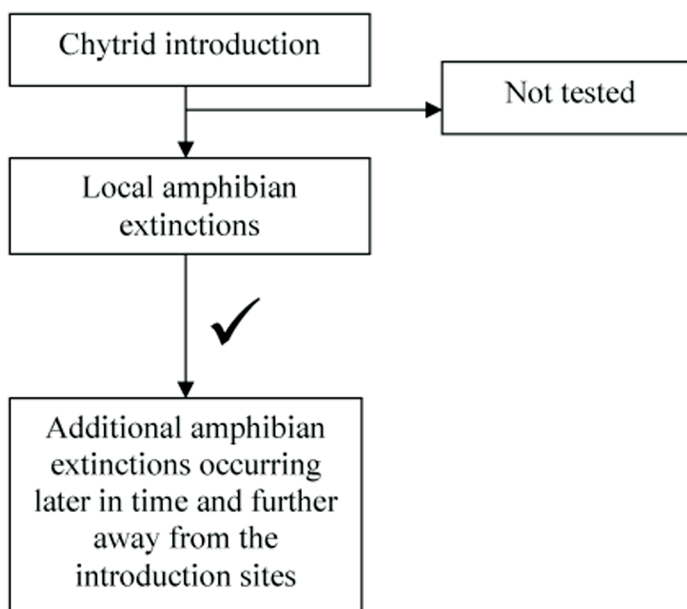 Chytrid introduction
Not tested
Local amphibian
extinctions
Additional amphibian
extinctions occurring
later in time and further
away from the
introduction sites